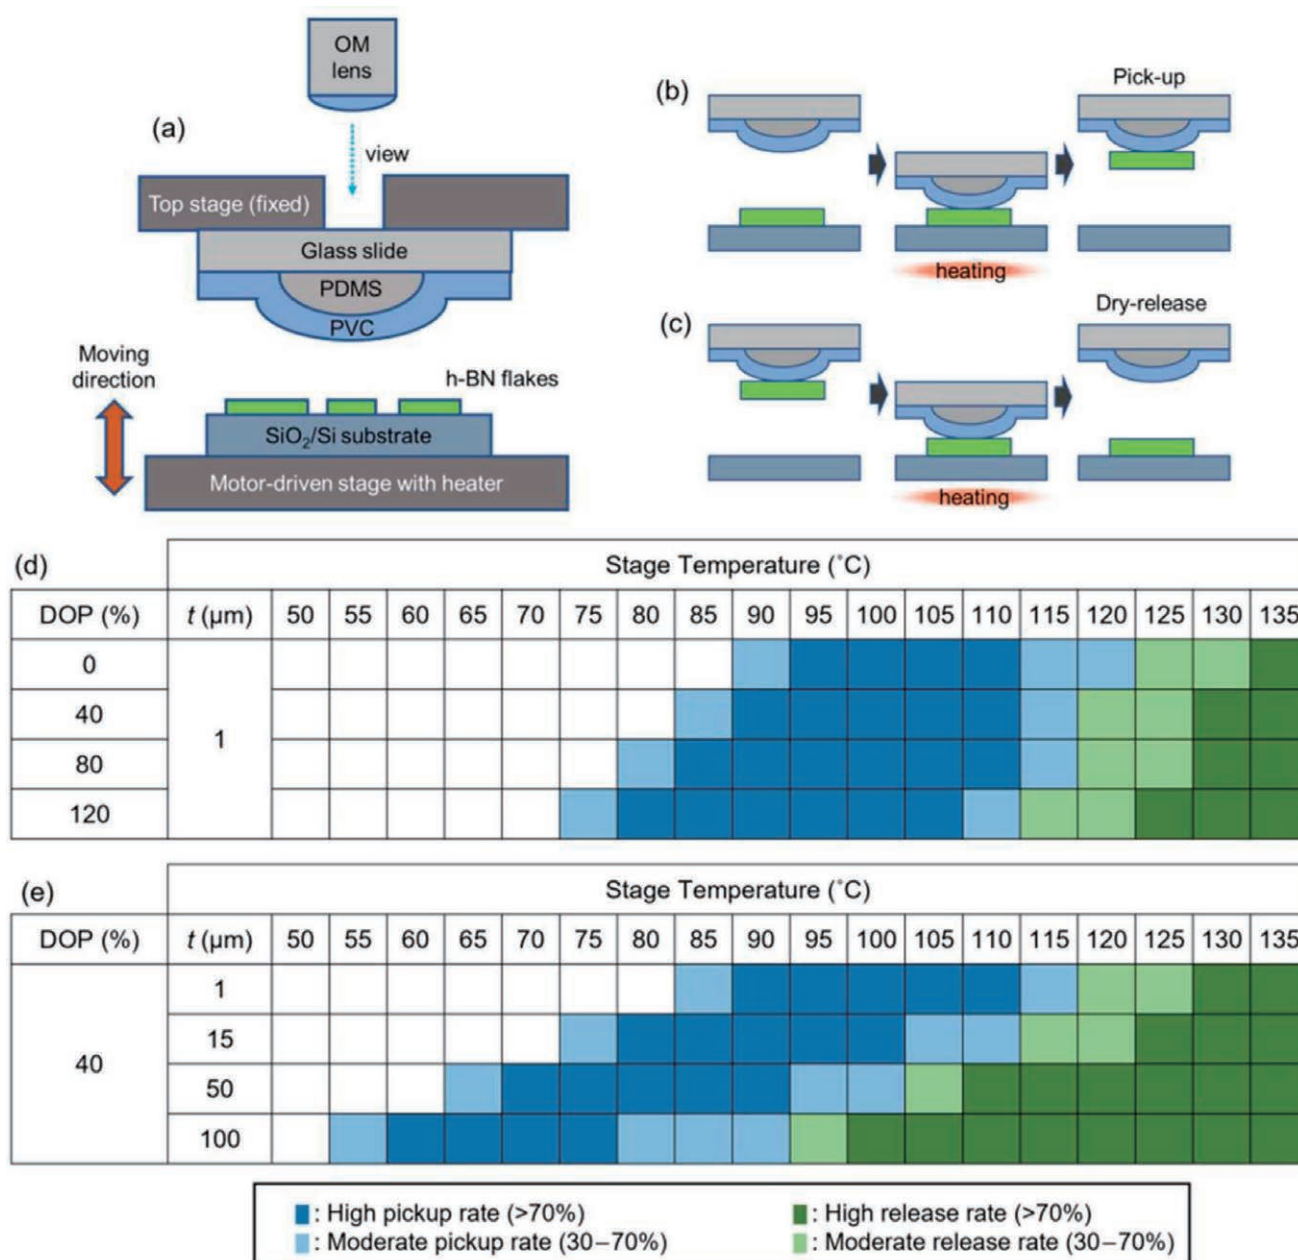 (a)
OM
lens
view
Top stage (fixed)
Glass slide
PDMS
PVC
Moving
direction
h-BN flakes
SiO₂/Si substrate
Motor-driven stage with heater
(b)
Pick-up
heating
(c)
Dry-release
heating
(d)
Stage Temperature (˚C)
DOP (%) t (μm) 50 55 60 65 70 75 80 85 90 95 100 105 110 115 120 125 130 135
0
40
1
80
120
(e)
Stage Temperature (˚C)
DOP (%) t (μm) 50 55 60 65 70 75 80 85 90 95 100 105 110 115 120 125 130 135
1
15
40
50
100
: High pickup rate (>70%) : High release rate (>70%)
: Moderate pickup rate (30–70%) : Moderate release rate (30–70%)